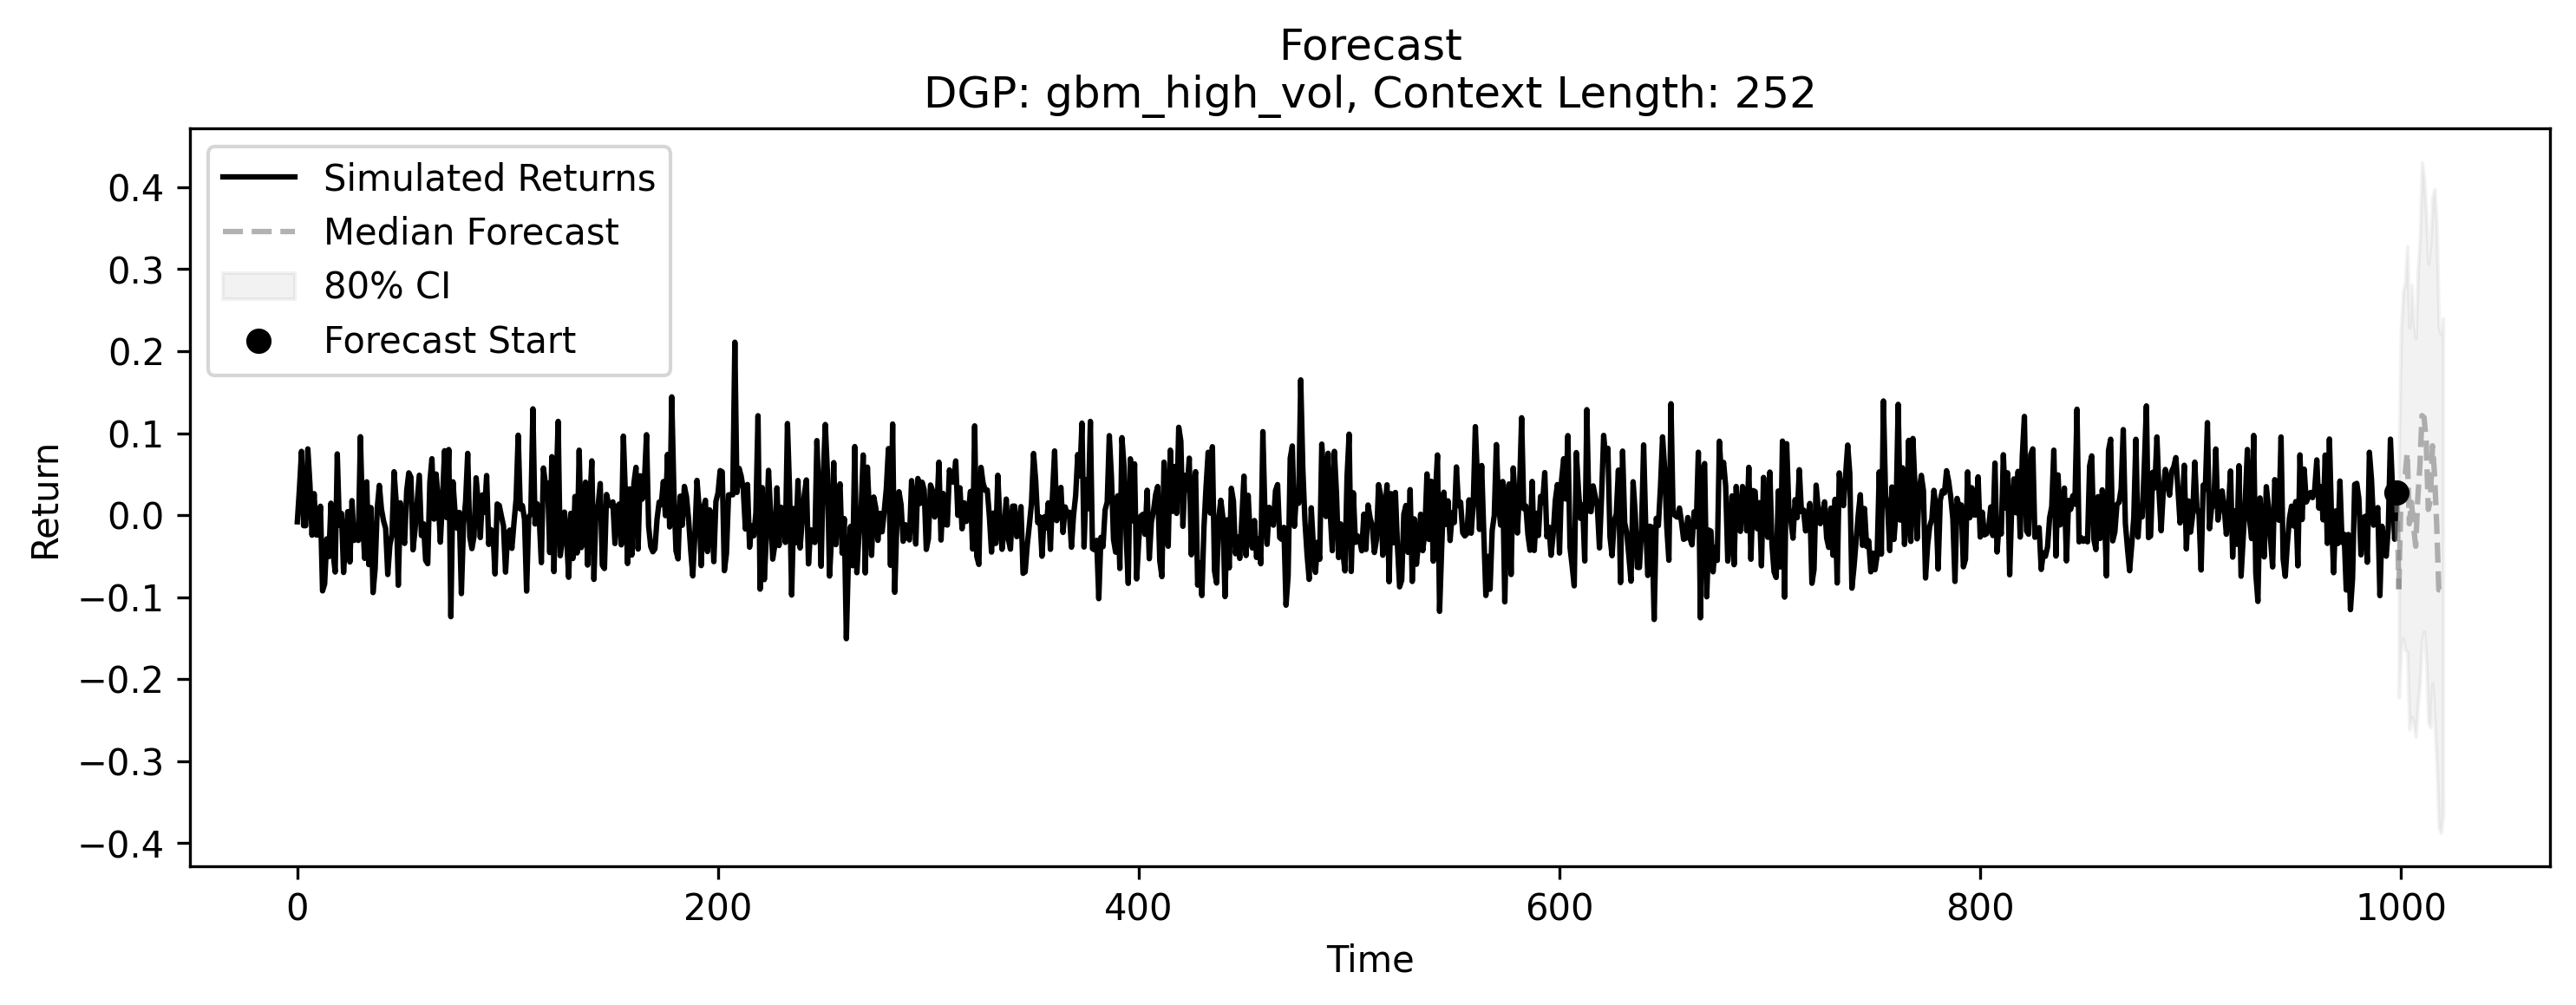 Forecast
DGP: gbm_high_vol, Context Length: 252
Simulated Returns
Median Forecast
80% CI
Forecast Start
Return
0.4
0.3
0.2
0.1
0.0
−0.1
−0.2
−0.3
−0.4
0
200
400
600
800
1000
Time